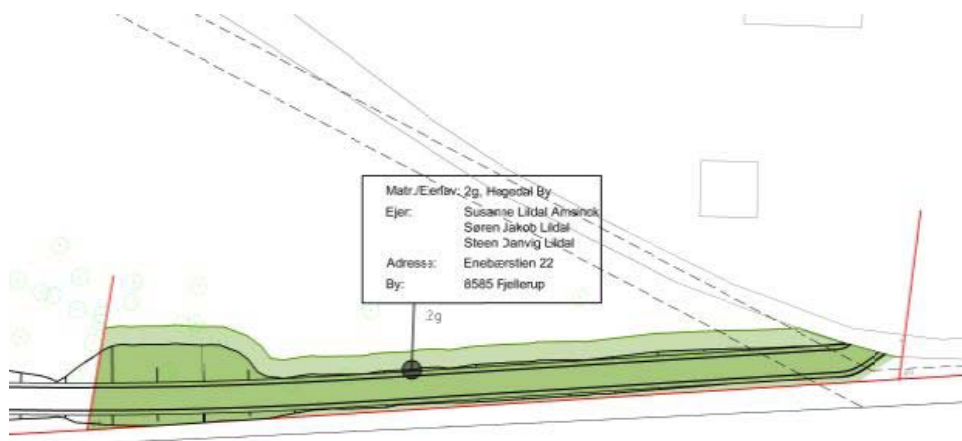 Matr./Ejerlav: 2g, Hegedal By
Ejer: Susanne Lildal Amsinck
Søren Jakob Lildal
Steen Danvig Lildal
Adresse: Enebærstien 22
By: 8585 Fjellerup
2g